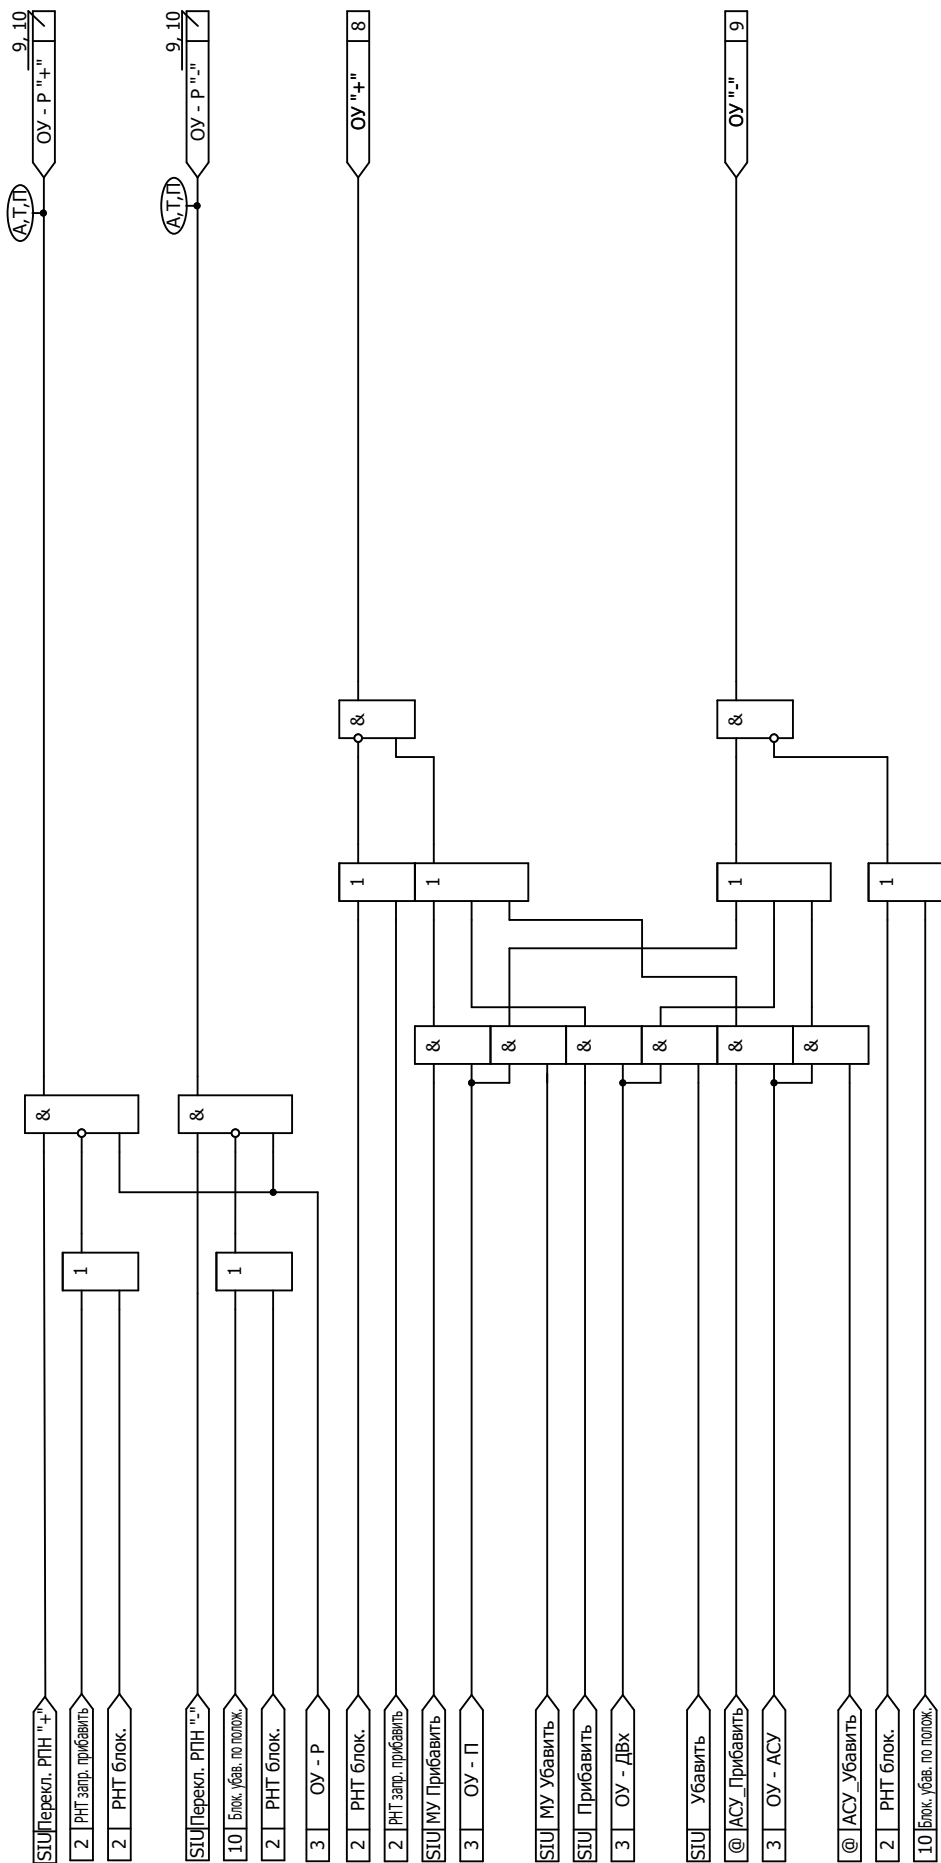 9, 10
ОУ - Р "+"
А,Т,П
9, 10
ОУ - Р "-"
А,Т,П
ОУ "+" 8
ОУ "-" 9
&
&
&
&
1
1
1
1
&
&
&
&
&
&
1
1
SIU Перекл. РПН "+"
2 РНТ запр. прибавить
2 РНТ блок.
SIU Перекл. РПН "-"
10 Блок. убав. по полож.
2 РНТ блок.
3 ОУ - Р
2 РНТ блок.
2 РНТ запр. прибавить
SIU МУ Прибавить
3 ОУ - П
SIU МУ Убавить
SIU Прибавить
3 ОУ - ДВх
SIU Убавить
@ АСУ_Прибавить
3 ОУ - АСУ
@ АСУ_Убавить
2 РНТ блок.
10 Блок. убав. по полож.